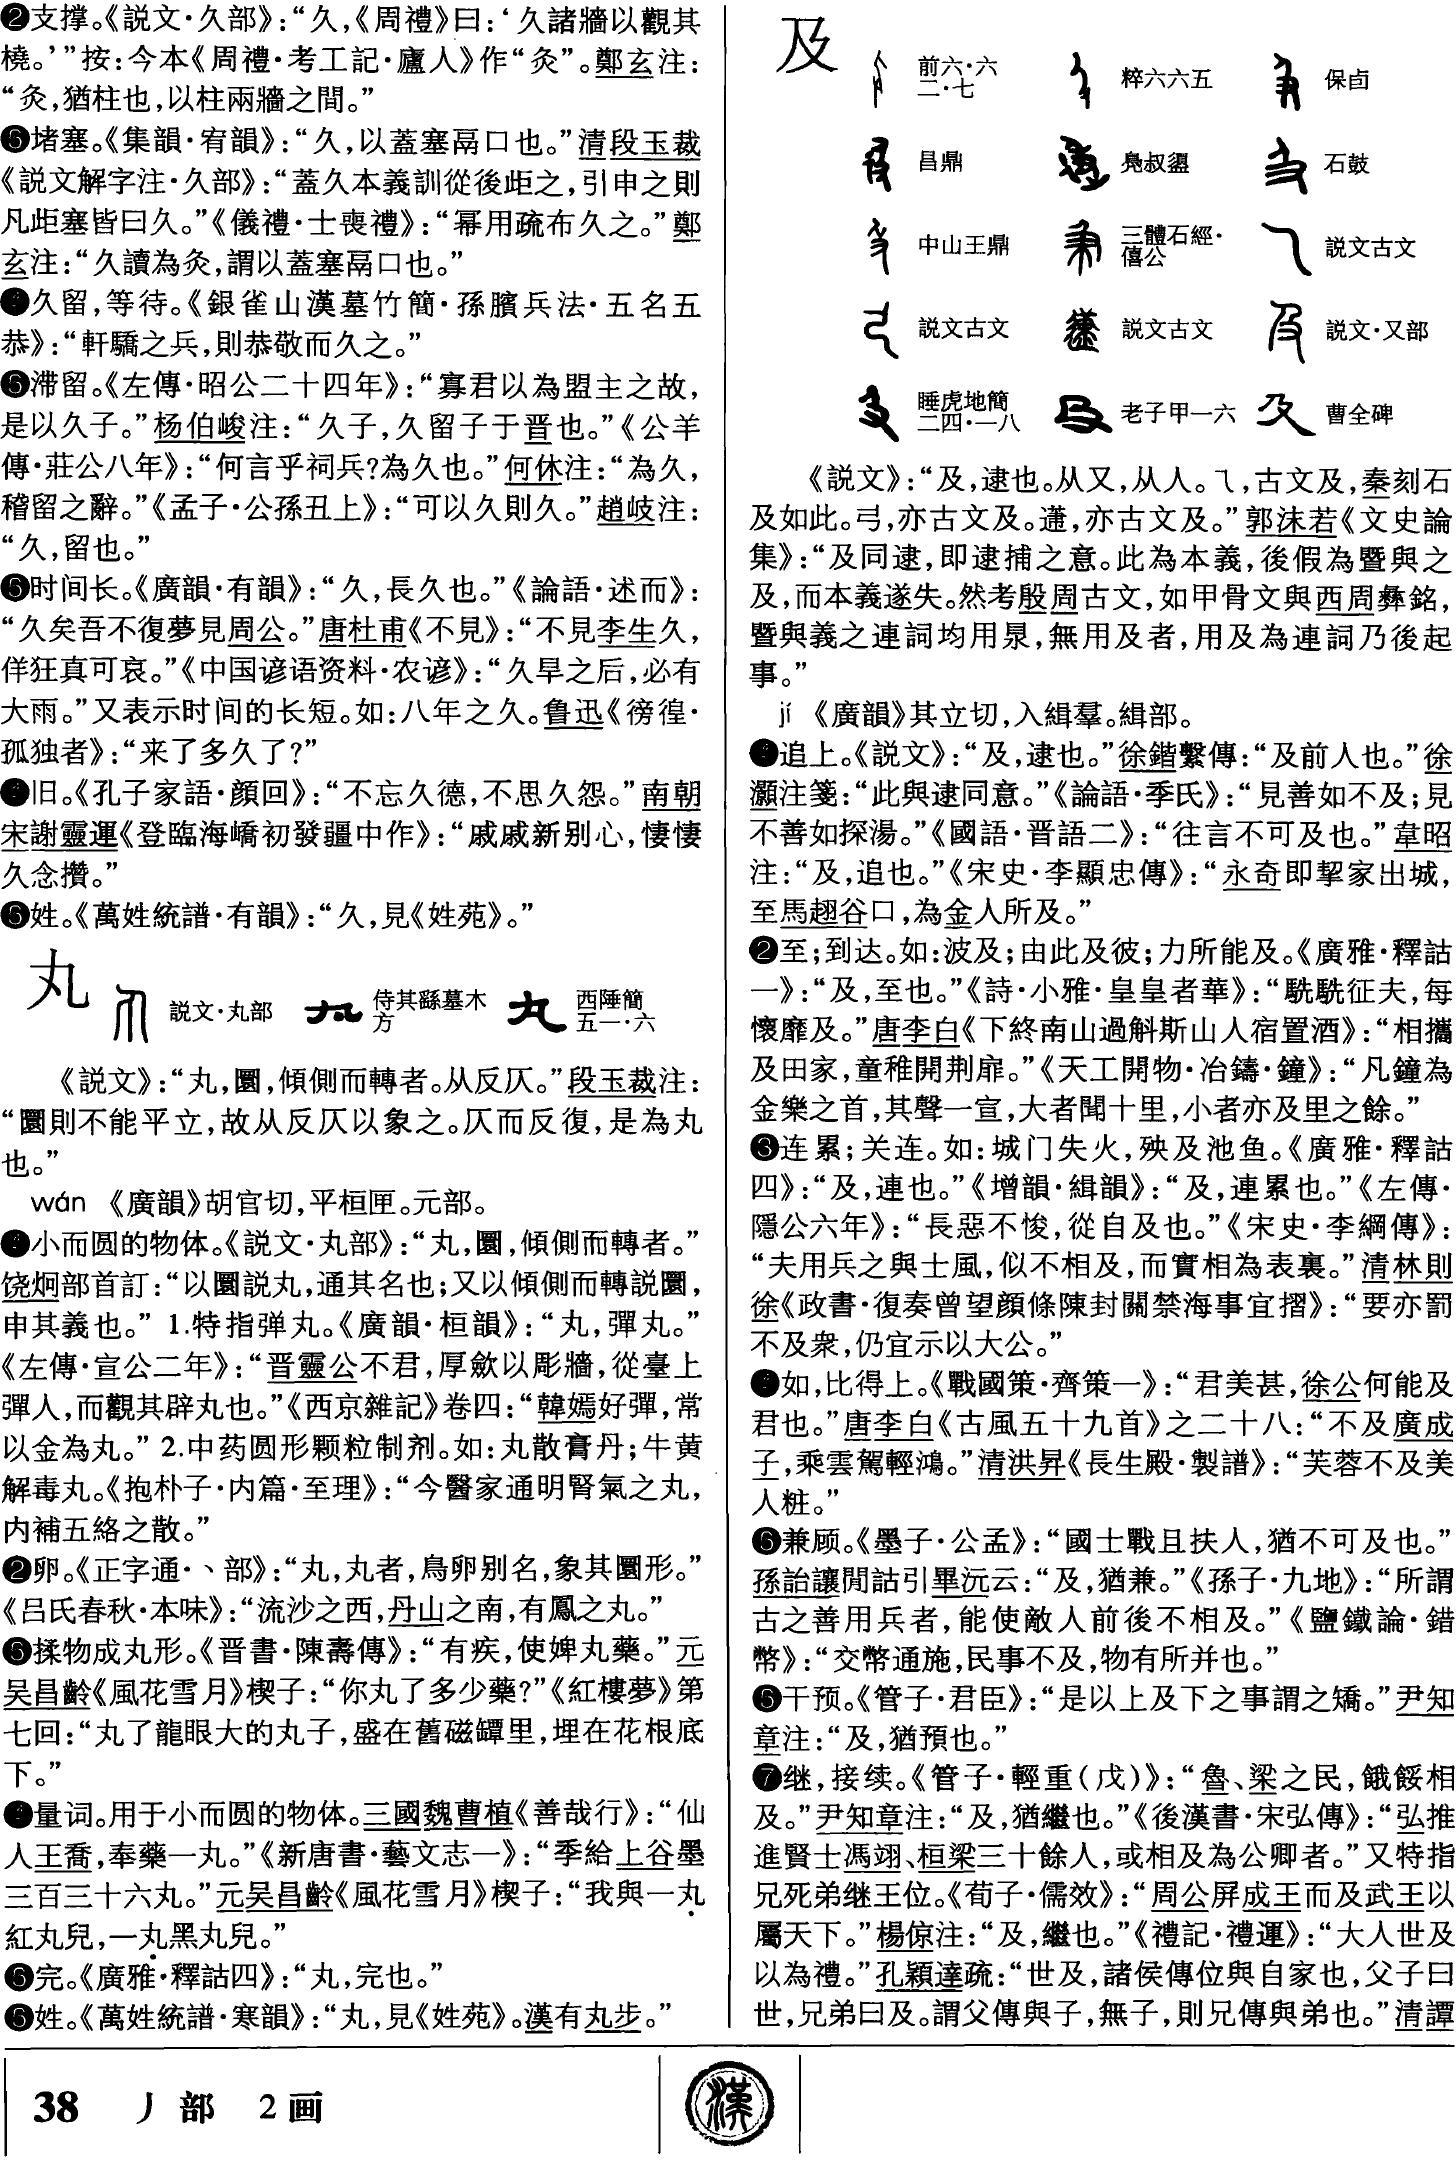 ❷支撑。《説文·久部》：“久，《周禮》曰：‘久諸牆以觀其
橈。’”按：今本《周禮·考工記·廬人》作“灸”。鄭玄注：
“灸，猶柱也，以柱兩牆之間。”
❸堵塞。《集韻·宥韻》：“久，以蓋塞鬲口也。”清段玉裁
《説文解字注·久部》：“蓋久本義訓從後歫之，引申之則
凡歫塞皆曰久。”《儀禮·士喪禮》：“幂用疏布久之。”鄭
玄注：“久讀為灸，謂以蓋塞鬲口也。”
❹久留，等待。《銀雀山漢墓竹簡·孫臏兵法·五名五
恭》：“軒驕之兵，則恭敬而久之。”
❺滞留。《左傳·昭公二十四年》：“寡君以為盟主之故，
是以久子。”杨伯峻注：“久子，久留子于晋也。”《公羊
傳·莊公八年》：“何言乎祠兵?為久也。”何休注：“為久，
稽留之辭。”《孟子·公孫丑上》：“可以久則久。”趙岐注：
“久，留也。”
❻时间长。《廣韻·有韻》：“久，長久也。”《論語·述而》：
“久矣吾不復夢見周公。”唐杜甫《不見》：“不見李生久，
佯狂真可哀。”《中国谚语资料·农谚》：“久旱之后，必有
大雨。”又表示时间的长短。如：八年之久。鲁迅《徬徨·
孤独者》：“来了多久了?”
❼旧。《孔子家語·顔回》：“不忘久德，不思久怨。”南朝
宋謝靈運《登臨海嶠初發疆中作》：“戚戚新别心，悽悽
久念攢。”
❽姓。《萬姓統譜·有韻》：“久，見《姓苑》。”
丸 説文·丸部 侍其繇墓木方 西陲簡五一·六
《説文》：“丸，圜，傾側而轉者。从反仄。”段玉裁注：
“圜則不能平立，故从反仄以象之。仄而反復，是為丸
也。”
wán 《廣韻》胡官切，平桓匣。元部。
❶小而圆的物体。《説文·丸部》：“丸，圜，傾側而轉者。”
饶炯部首訂：“以圜説丸，通其名也；又以傾側而轉説圜，
申其義也。” 1.特指弹丸。《廣韻·桓韻》：“丸，彈丸。”
《左傳·宣公二年》：“晋靈公不君，厚斂以彫牆，從臺上
彈人，而觀其辟丸也。”《西京雜記》卷四：“韓嫣好彈，常
以金為丸。” 2.中药圆形颗粒制剂。如：丸散膏丹；牛黄
解毒丸。《抱朴子·内篇·至理》：“今醫家通明腎氣之丸，
内補五絡之散。”
❷卵。《正字通·丶部》：“丸，丸者，鳥卵别名，象其圜形。”
《吕氏春秋·本味》：“流沙之西，丹山之南，有鳳之丸。”
❸揉物成丸形。《晋書·陳壽傳》：“有疾，使婢丸藥。”元
吴昌齡《風花雪月》楔子：“你丸了多少藥?”《紅樓夢》第
七回：“丸了龍眼大的丸子，盛在舊磁罈里，埋在花根底
下。”
❹量词。用于小而圆的物体。三國魏曹植《善哉行》：“仙
人王喬，奉藥一丸。”《新唐書·藝文志一》：“季給上谷墨
三百三十六丸。”元吴昌齡《風花雪月》楔子：“我與一丸
紅丸兒，一丸黑丸兒。”
❺完。《廣雅·釋詁四》：“丸，完也。”
❻姓。《萬姓統譜·寒韻》：“丸，見《姓苑》。漢有丸步。”
及 前六·六二·七 粹六六五 保卣
昌鼎 鳧叔盨 石鼓
中山王鼎 三體石經·僖公 説文古文
説文古文 説文古文 説文·又部
睡虎地簡二四·一八 老子甲一六 曹全碑
《説文》：“及，逮也。从又，从人。乁，古文及，秦刻石
及如此。弓，亦古文及。𨗟，亦古文及。”郭沫若《文史論
集》：“及同逮，即逮捕之意。此為本義，後假為暨與之
及，而本義遂失。然考殷周古文，如甲骨文與西周彝銘，
暨與義之連詞均用眔，無用及者，用及為連詞乃後起
事。”
jí 《廣韻》其立切，入緝羣。緝部。
❶追上。《説文》：“及，逮也。”徐鍇繫傳：“及前人也。”徐
灝注箋：“此與逮同意。”《論語·季氏》：“見善如不及；見
不善如探湯。”《國語·晋語二》：“往言不可及也。”韋昭
注：“及，追也。”《宋史·李顯忠傳》：“永奇即挈家出城，
至馬趐谷口，為金人所及。”
❷至；到达。如：波及；由此及彼；力所能及。《廣雅·釋詁
一》：“及，至也。”《詩·小雅·皇皇者華》：“駪駪征夫，每
懷靡及。”唐李白《下終南山過斛斯山人宿置酒》：“相攜
及田家，童稚開荆扉。”《天工開物·冶鑄·鐘》：“凡鐘為
金樂之首，其聲一宣，大者聞十里，小者亦及里之餘。”
❸连累；关连。如：城门失火，殃及池鱼。《廣雅·釋詁
四》：“及，連也。”《增韻·緝韻》：“及，連累也。”《左傳·
隱公六年》：“長惡不悛，從自及也。”《宋史·李綱傳》：
“夫用兵之與士風，似不相及，而實相為表裏。”清林則
徐《政書·復奏曾望顔條陳封關禁海事宜摺》：“要亦罰
不及衆，仍宜示以大公。”
❹如，比得上。《戰國策·齊策一》：“君美甚，徐公何能及
君也。”唐李白《古風五十九首》之二十八：“不及廣成
子，乘雲駕輕鴻。”清洪昇《長生殿·製譜》：“芙蓉不及美
人粧。”
❻兼顾。《墨子·公孟》：“國士戰且扶人，猶不可及也。”
孫詒讓閒詁引畢沅云：“及，猶兼。”《孫子·九地》：“所謂
古之善用兵者，能使敵人前後不相及。”《鹽鐵論·錯
幣》：“交幣通施，民事不及，物有所并也。”
❺干预。《管子·君臣》：“是以上及下之事謂之矯。”尹知
章注：“及，猶預也。”
❼继，接续。《管子·輕重(戊)》：“魯、梁之民，餓餒相
及。”尹知章注：“及，猶繼也。”《後漢書·宋弘傳》：“弘推
進賢士馮翊、桓梁三十餘人，或相及為公卿者。”又特指
兄死弟继王位。《荀子·儒效》：“周公屏成王而及武王以
屬天下。”楊倞注：“及，繼也。”《禮記·禮運》：“大人世及
以為禮。”孔穎達疏：“世及，諸侯傳位與自家也，父子曰
世，兄弟曰及。謂父傳與子，無子，則兄傳與弟也。”清譚
38 丿部 2画
漢